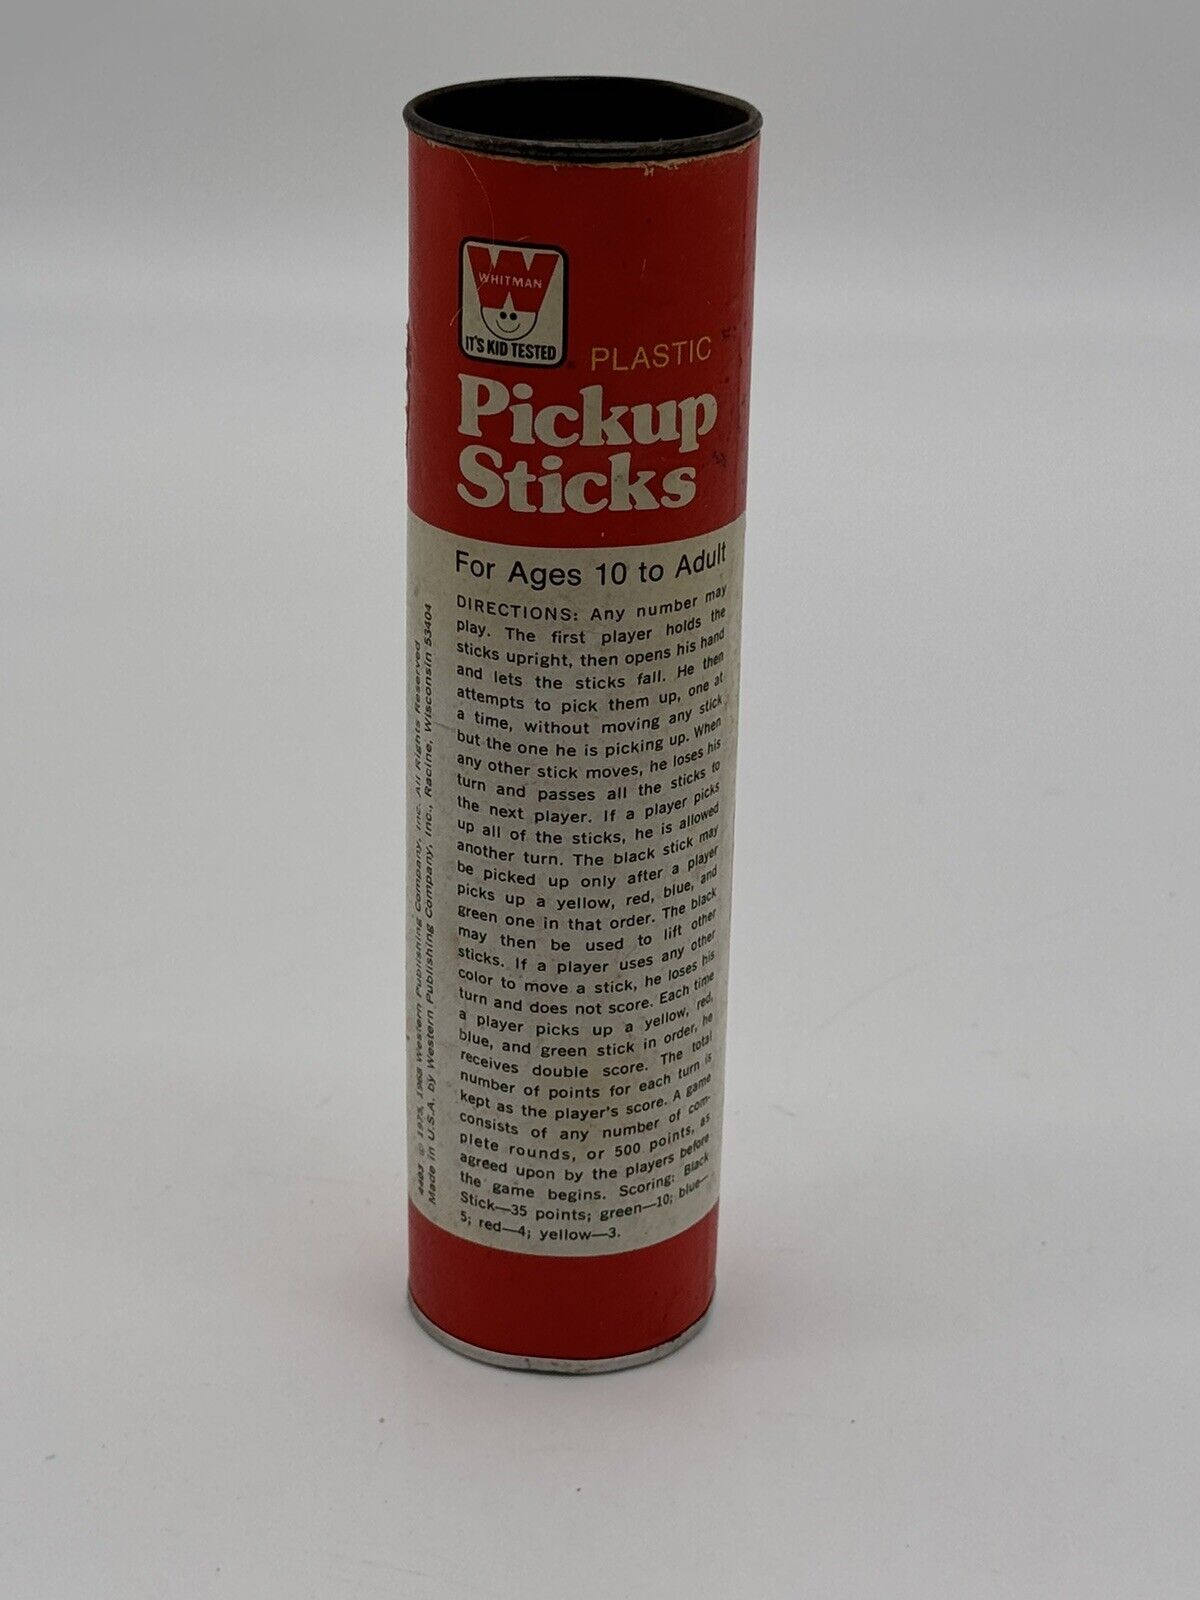 WHITMAN
IT'S KID TESTED
PLASTIC
Pickup
Sticks
For Ages 10 to Adult
DIRECTIONS: Any number may
play. The first player holds the
sticks upright, then opens his hand
and lets the sticks fall. He then
attempts to pick them up, one at
a time, without moving any stick
but the one he is picking up. When
any other stick moves, he loses his
turn and passes all the sticks to
the next player. If a player picks
up all of the sticks, he is allowed
another turn. The black stick may
be picked up only after a player
picks up a yellow, red, blue, and
green one in that order. The black
may then be used to lift other
sticks. If a player uses any other
color to move a stick, he loses his
turn and does not score. Each time
a player picks up a yellow, red,
blue, and green stick in order, he
receives double score. The total
number of points for each turn is
kept as the player's score. A game
consists of any number of com-
plete rounds, or 500 points, as
agreed upon by the players before
the game begins. Scoring: Black
Stick—35 points; green—10; blue—
5; red—4; yellow—3.
4403 © 1975, 1968 Western Publishing Company, Inc. All Rights Reserved
Made in U.S.A. by Western Publishing Company, Inc., Racine, Wisconsin 53404